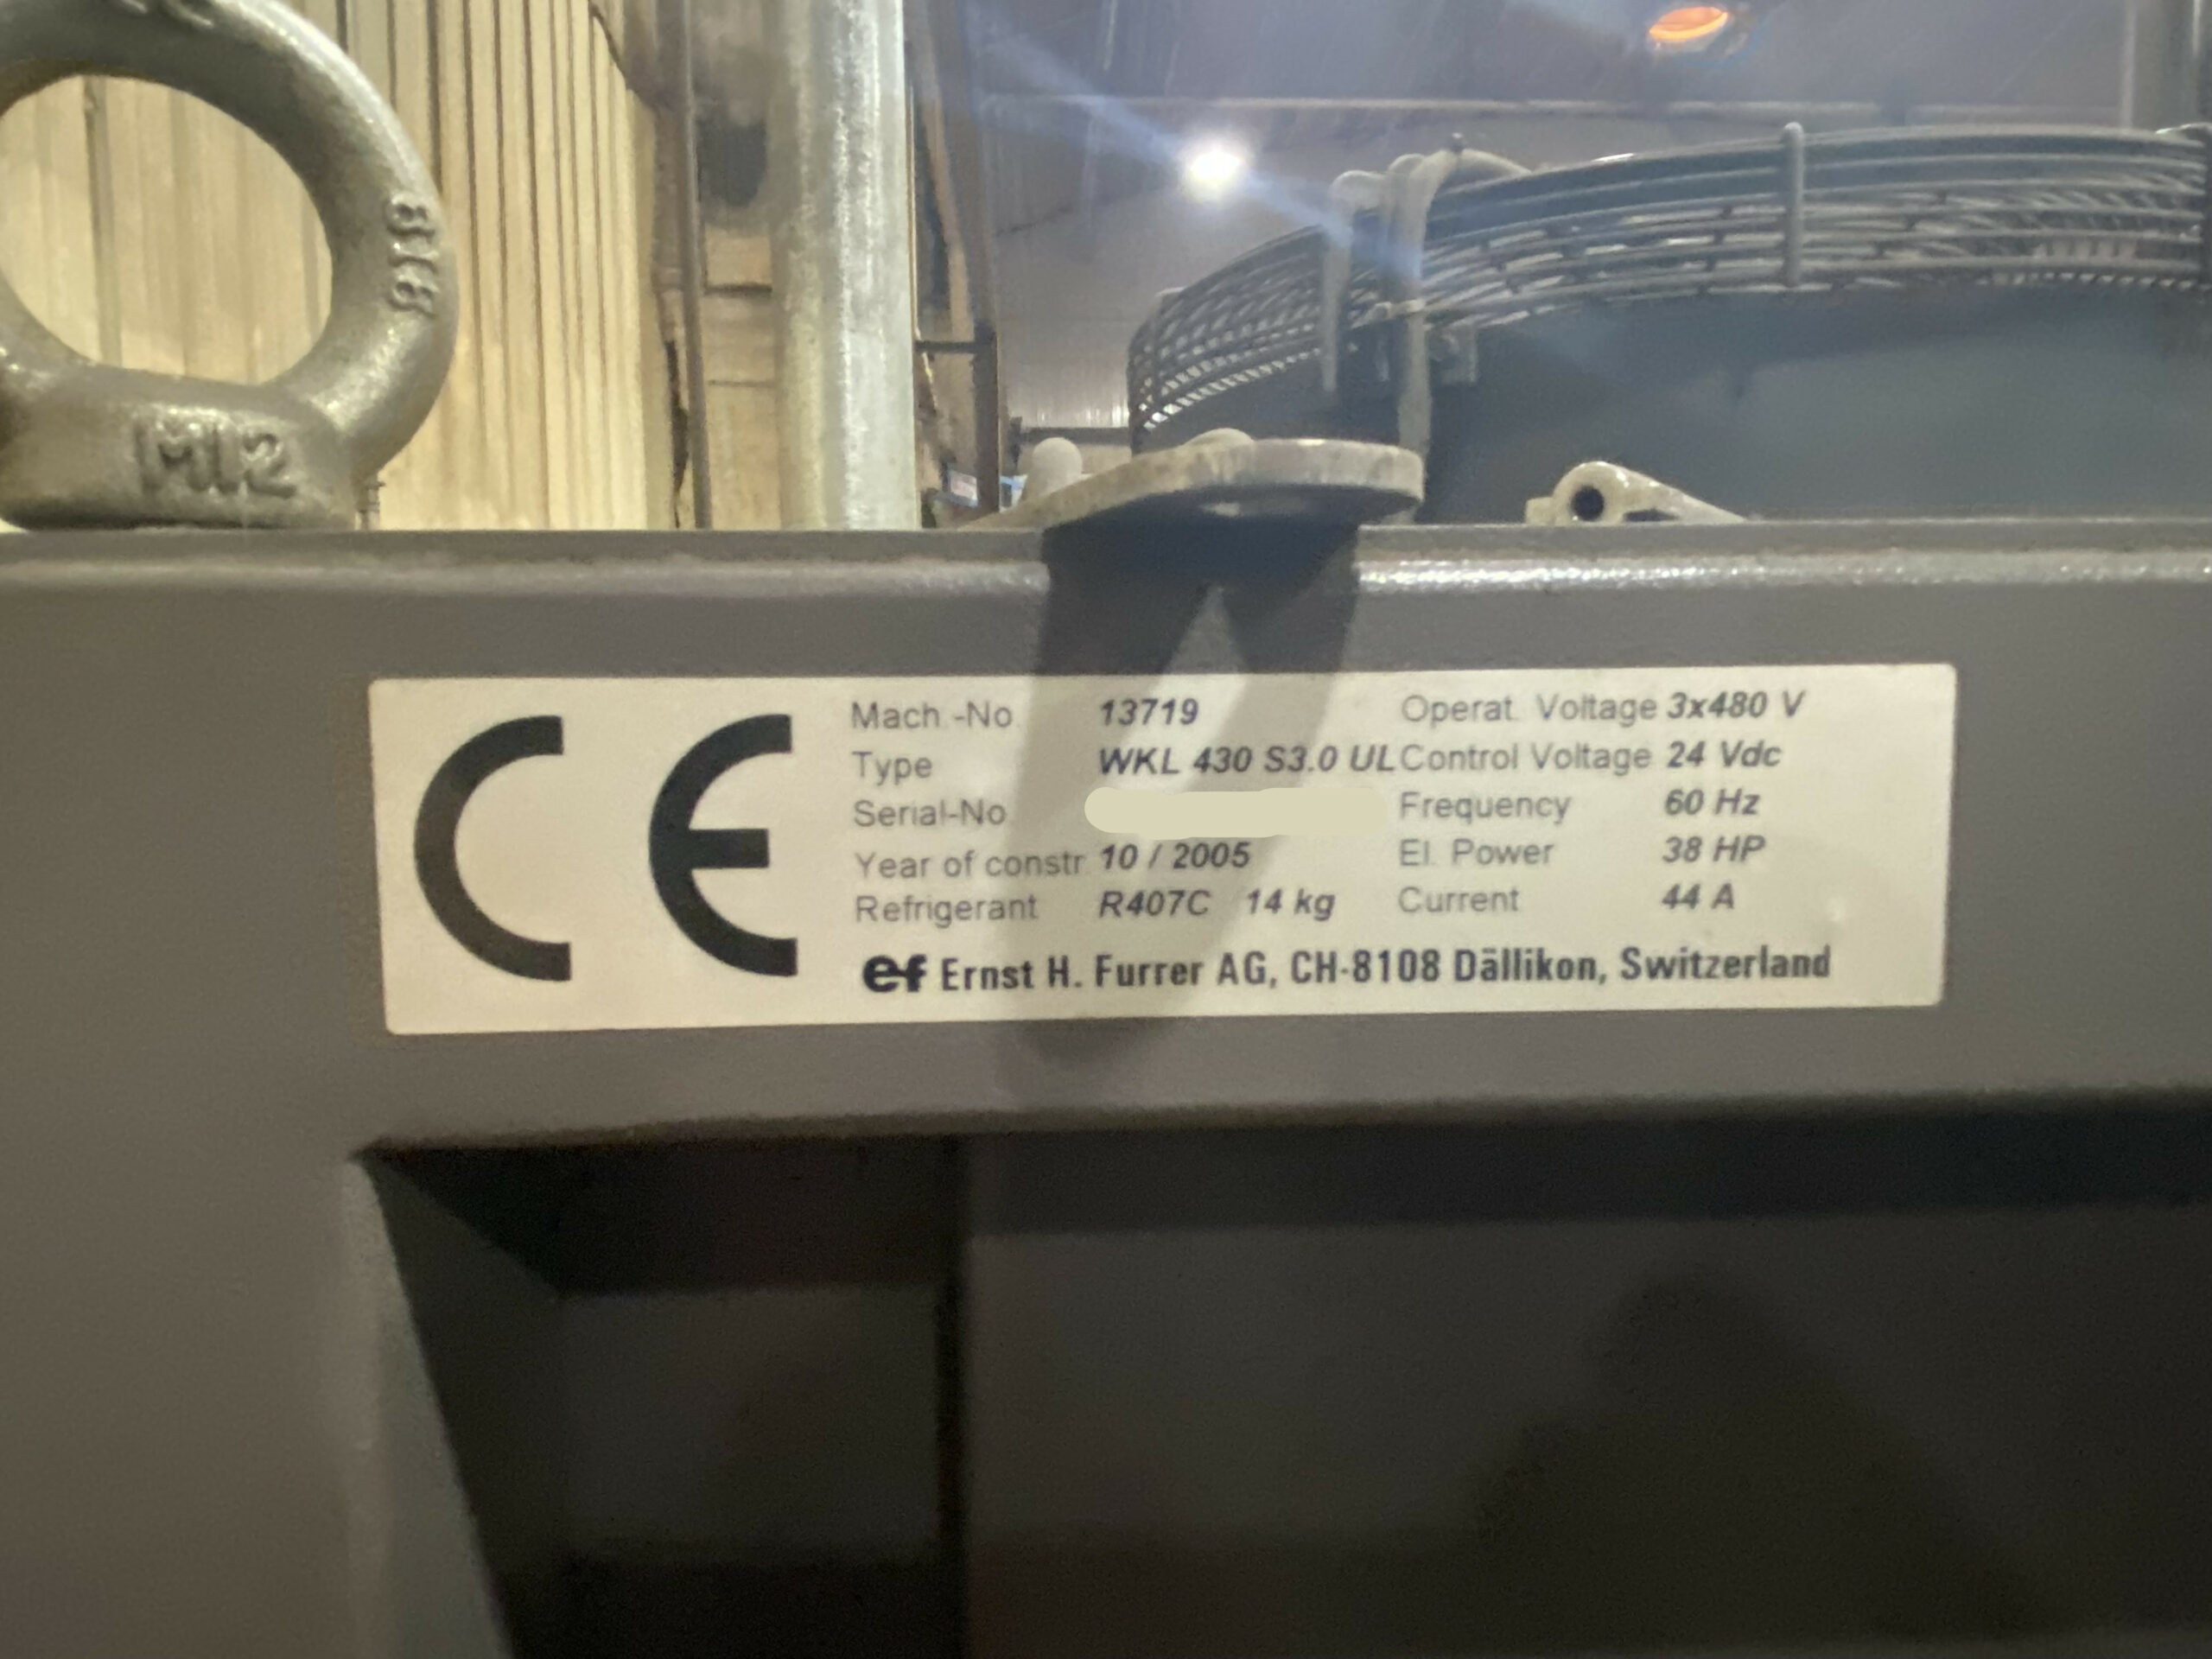 818
M12
CE
Mach.-No. 13719
Type WKL 430 S3.0 UL
Serial-No.
Year of constr. 10 / 2005
Refrigerant R407C 14 kg
Operat. Voltage 3x480 V
Control Voltage 24 Vdc
Frequency 60 Hz
El. Power 38 HP
Current 44 A
ef Ernst H. Furrer AG, CH-8108 Dällikon, Switzerland